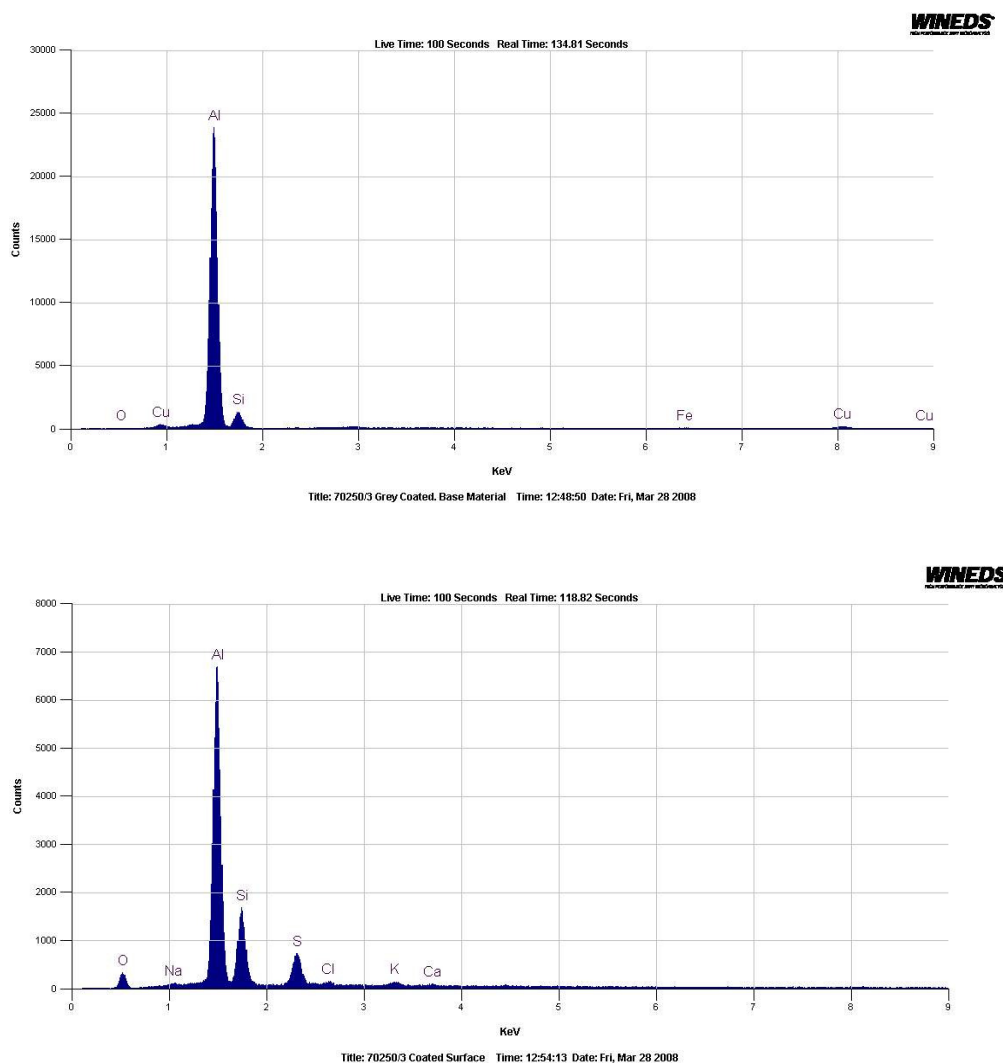 WINEDS
Live Time: 100 Seconds Real Time: 134.81 Seconds
30000
25000
20000
15000
10000
5000
0
Counts
Al
Si
O
Cu
Fe
Cu
Cu
0 1 2 3 4 5 6 7 8 9
KeV
Title: 70250/3 Grey Coated. Base Material Time: 12:48:50 Date: Fri, Mar 28 2008
WINEDS
Live Time: 100 Seconds Real Time: 118.82 Seconds
8000
7000
6000
5000
4000
3000
2000
1000
0
Counts
Al
Si
S
O
Na
Cl
K
Ca
0 1 2 3 4 5 6 7 8 9
KeV
Title: 70250/3 Coated Surface Time: 12:54:13 Date: Fri, Mar 28 2008